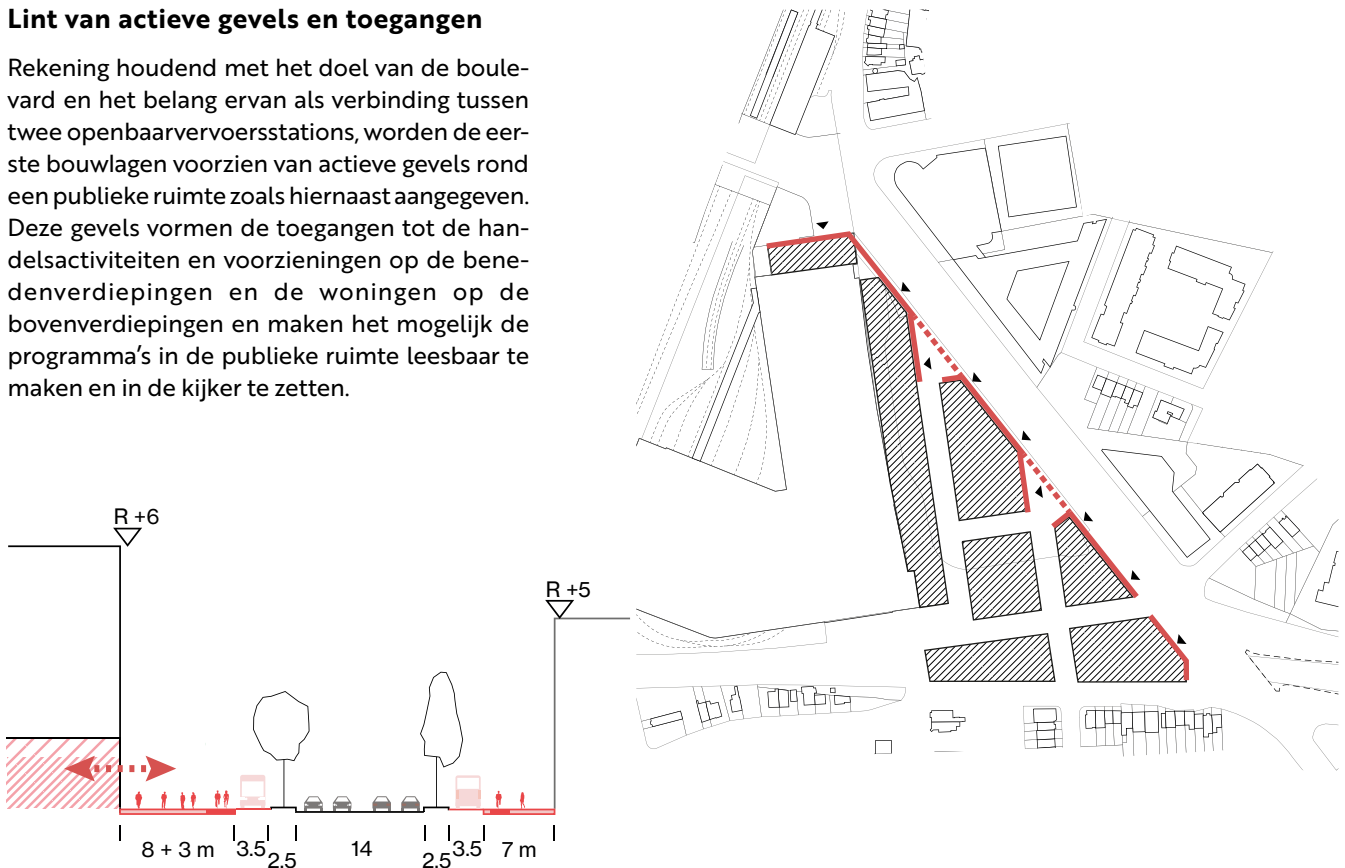 Lint van actieve gevels en toegangen
Rekening houdend met het doel van de boule-
vard en het belang ervan als verbinding tussen
twee openbaarvervoersstations, worden de eer-
ste bouwlagen voorzien van actieve gevels rond
een publieke ruimte zoals hiernaast aangegeven.
Deze gevels vormen de toegangen tot de han-
delsactiviteiten en voorzieningen op de bene-
denverdiepingen en de woningen op de
bovenverdiepingen en maken het mogelijk de
programma's in de publieke ruimte leesbaar te
maken en in de kijker te zetten.
R +6
R +5
8 + 3 m 3.5 2.5 14 2.5 3.5 7 m